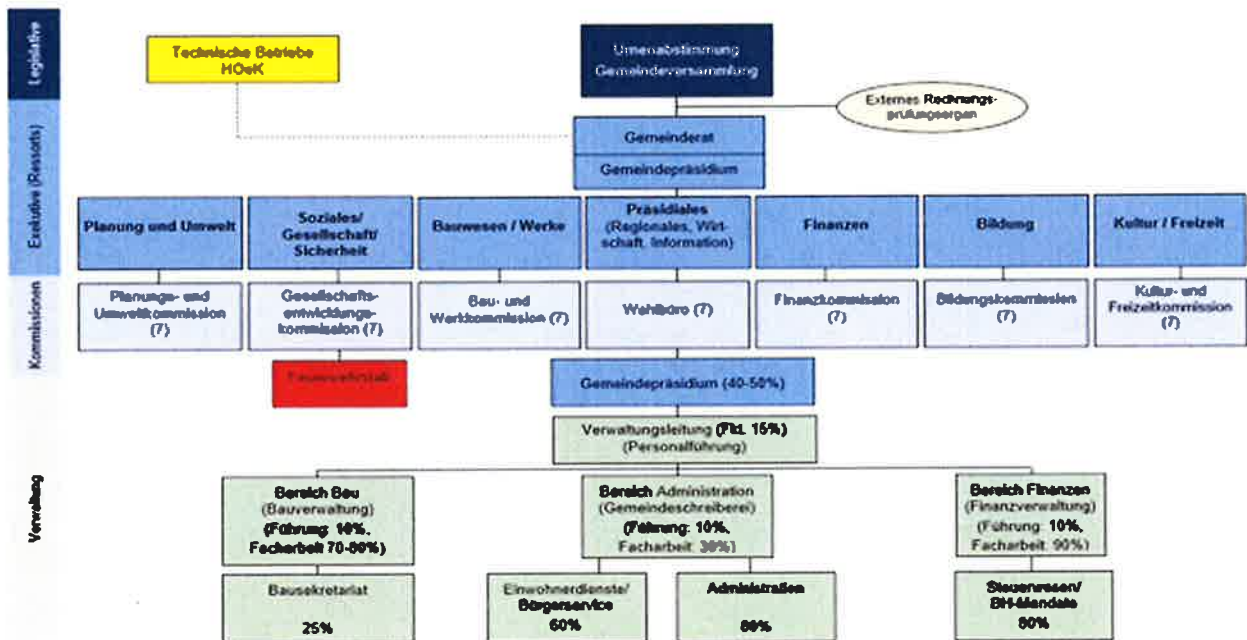 Legislative
Technische Betriebe
HOeK
Urnenabstimmung
Gemeindeversammlung
Externes Rechnungs-
prüfungsorgan
Exekutive (Ressorts)
Gemeinderat
Gemeindepräsidium
Planung und Umwelt
Soziales/
Gesellschaft/
Sicherheit
Bauwesen / Werke
Präsidiales
(Regionales, Wirt-
schaft, Information)
Finanzen
Bildung
Kultur / Freizeit
Kommissionen
Planungs- und
Umweltkommission
(7)
Gesellschafts-
entwicklungs-
kommission (7)
Bau- und
Werkkommission (7)
Wahlbüro (7)
Finanzkommission
(7)
Bildungskommission
(7)
Kultur- und
Freizeitkommission
(7)
Gemeindepräsidium (40-50%)
Verwaltung
Verwaltungsleitung (Fkt. 15%)
(Personalführung)
Bereich Bau
(Bauverwaltung)
(Führung: 10%,
Facharbeit 70-80%)
Bereich Administration
(Gemeindeschreiberei)
(Führung: 10%,
Facharbeit: 30%)
Bereich Finanzen
(Finanzverwaltung)
(Führung: 10%,
Facharbeit: 90%)
Bausekretariat
25%
Einwohnerdienste/
Bürgerservice
60%
Administration
80%
Steuerwesen/
BH-Mandate
80%